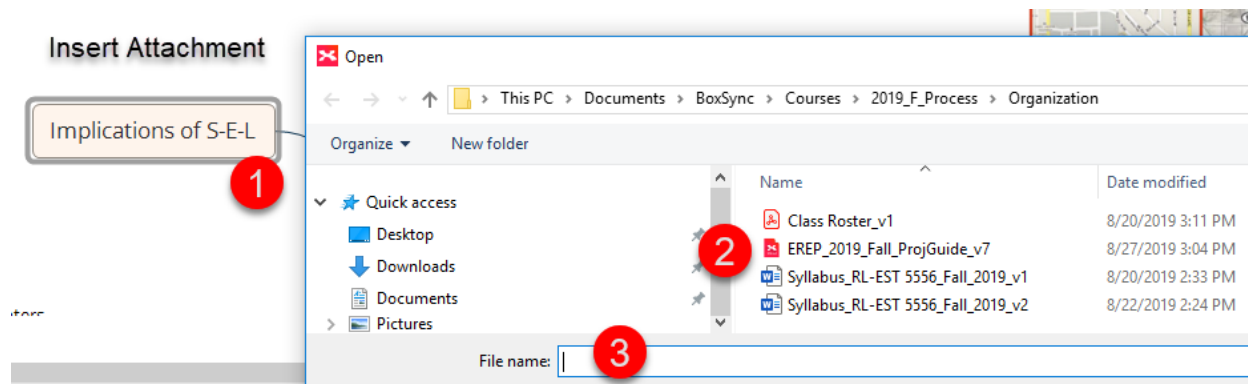 Insert Attachment
Open
This PC > Documents > BoxSync > Courses > 2019_F_Process > Organization
Implications of S-E-L
Organize New folder
1
Name Date modified
Quick access
Class Roster_v1 8/20/2019 3:11 PM
Desktop
2
EREP_2019_Fall_ProjGuide_v7 8/27/2019 3:04 PM
Downloads
Syllabus_RL-EST 5556_Fall_2019_v1 8/20/2019 2:33 PM
Documents
Syllabus_RL-EST 5556_Fall_2019_v2 8/22/2019 2:24 PM
Pictures
File name:
3